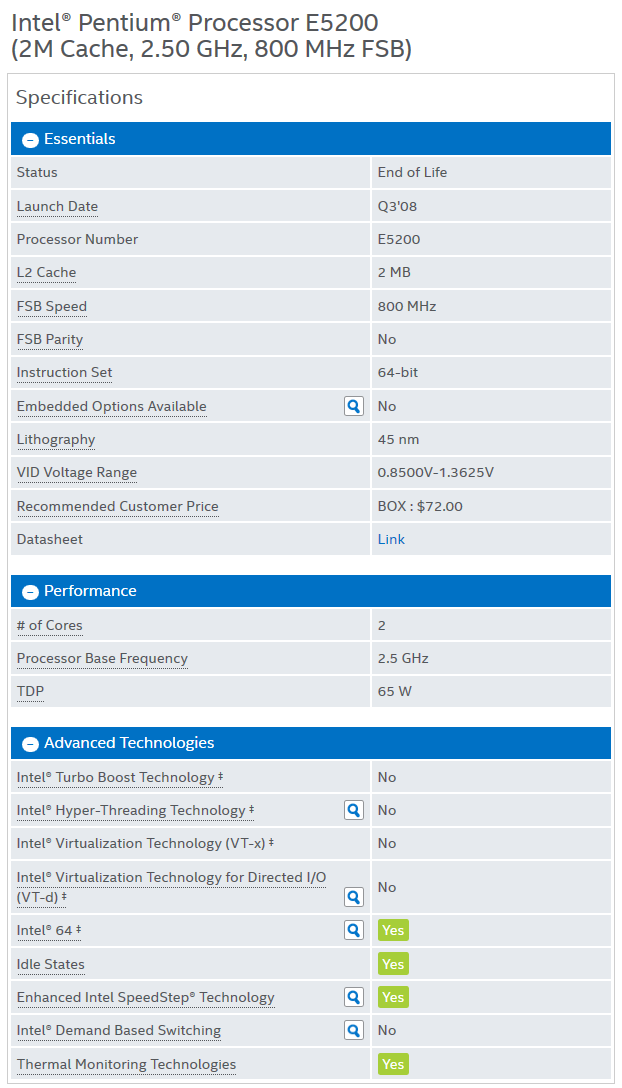 Intel® Pentium® Processor E5200
(2M Cache, 2.50 GHz, 800 MHz FSB)
Specifications
Essentials
Status End of Life
Launch Date Q3'08
Processor Number E5200
L2 Cache 2 MB
FSB Speed 800 MHz
FSB Parity No
Instruction Set 64-bit
Embedded Options Available No
Lithography 45 nm
VID Voltage Range 0.8500V-1.3625V
Recommended Customer Price BOX : $72.00
Datasheet Link
Performance
# of Cores 2
Processor Base Frequency 2.5 GHz
TDP 65 W
Advanced Technologies
Intel® Turbo Boost Technology ‡ No
Intel® Hyper-Threading Technology ‡ No
Intel® Virtualization Technology (VT-x) ‡ No
Intel® Virtualization Technology for Directed I/O
(VT-d) ‡ No
Intel® 64 ‡ Yes
Idle States Yes
Enhanced Intel SpeedStep® Technology Yes
Intel® Demand Based Switching No
Thermal Monitoring Technologies Yes